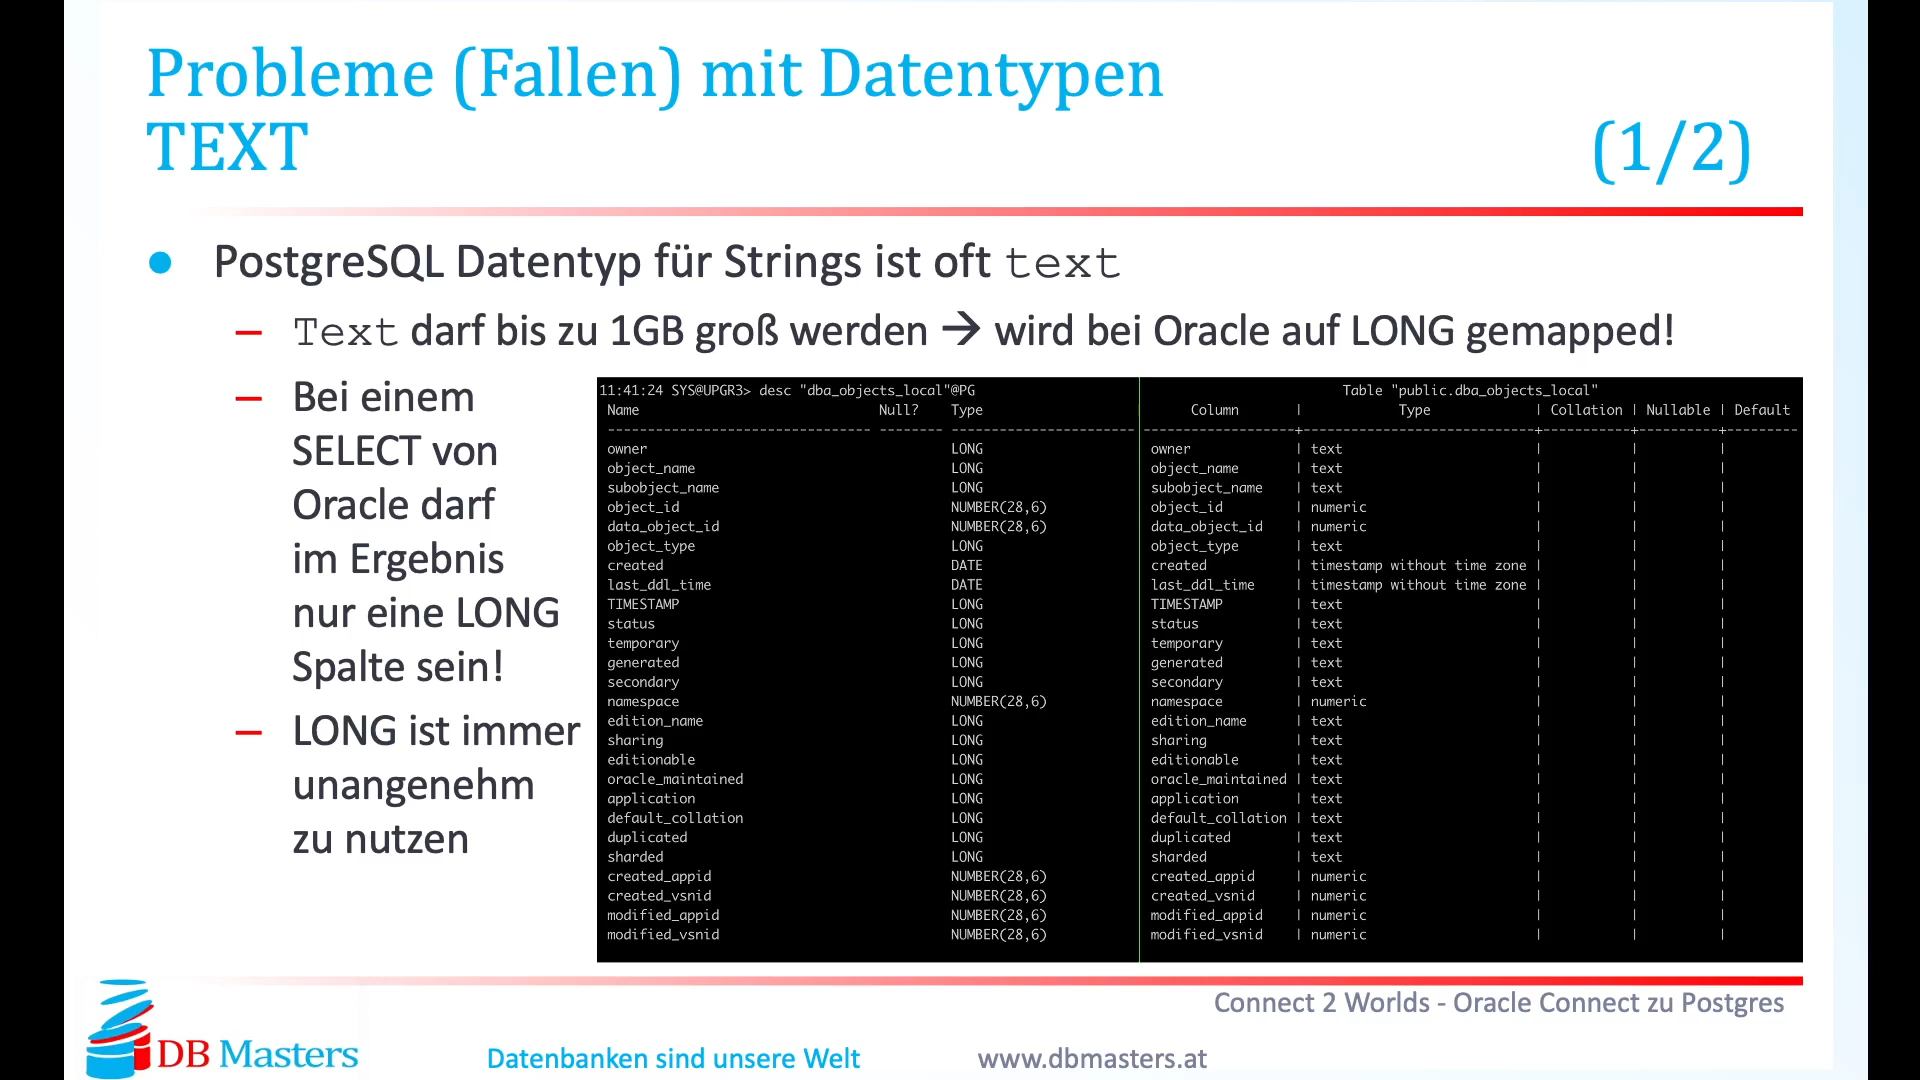 Probleme (Fallen) mit Datentypen
TEXT (1/2)
● PostgreSQL Datentyp für Strings ist oft text
– Text darf bis zu 1GB groß werden → wird bei Oracle auf LONG gemapped!
– Bei einem
SELECT von
Oracle darf
im Ergebnis
nur eine LONG
Spalte sein!
– LONG ist immer
unangenehm
zu nutzen
11:41:24 SYS@UPGR3> desc "dba_objects_local"@PG
Name Null? Type
--------------------------------- -------- -----------------------
owner LONG
object_name LONG
subobject_name LONG
object_id NUMBER(28,6)
data_object_id NUMBER(28,6)
object_type LONG
created DATE
last_ddl_time DATE
TIMESTAMP LONG
status LONG
temporary LONG
generated LONG
secondary LONG
namespace NUMBER(28,6)
edition_name LONG
sharing LONG
editionable LONG
oracle_maintained LONG
application LONG
default_collation LONG
duplicated LONG
sharded LONG
created_appid NUMBER(28,6)
created_vsnid NUMBER(28,6)
modified_appid NUMBER(28,6)
modified_vsnid NUMBER(28,6)
Table "public.dba_objects_local"
Column | Type | Collation | Nullable | Default
-------------------+-----------------------------+-----------+----------+---------
owner | text | | |
object_name | text | | |
subobject_name | text | | |
object_id | numeric | | |
data_object_id | numeric | | |
object_type | text | | |
created | timestamp without time zone | | |
last_ddl_time | timestamp without time zone | | |
TIMESTAMP | text | | |
status | text | | |
temporary | text | | |
generated | text | | |
secondary | text | | |
namespace | numeric | | |
edition_name | text | | |
sharing | text | | |
editionable | text | | |
oracle_maintained | text | | |
application | text | | |
default_collation | text | | |
duplicated | text | | |
sharded | text | | |
created_appid | numeric | | |
created_vsnid | numeric | | |
modified_appid | numeric | | |
modified_vsnid | numeric | | |
Connect 2 Worlds - Oracle Connect zu Postgres
DB Masters
Datenbanken sind unsere Welt
www.dbmasters.at